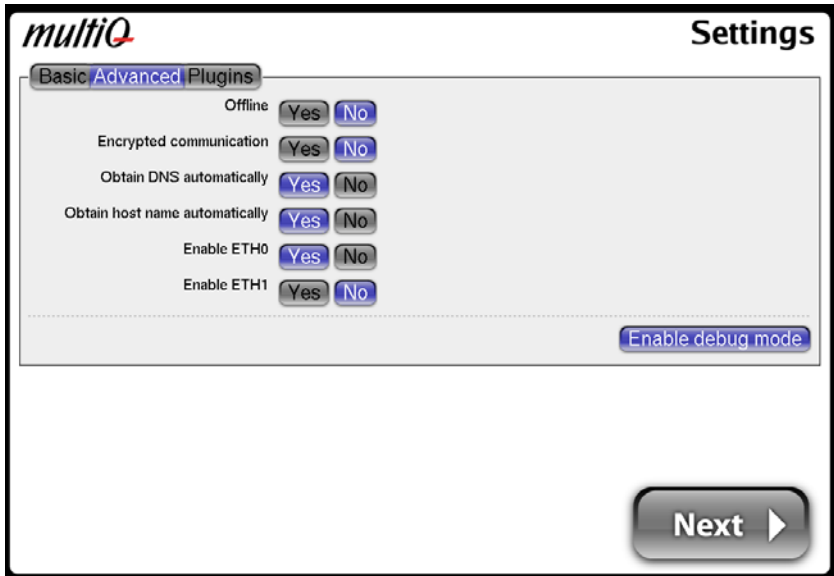 multiQ
Settings
Basic Advanced Plugins
Offline Yes No
Encrypted communication Yes No
Obtain DNS automatically Yes No
Obtain host name automatically Yes No
Enable ETH0 Yes No
Enable ETH1 Yes No
Enable debug mode
Next